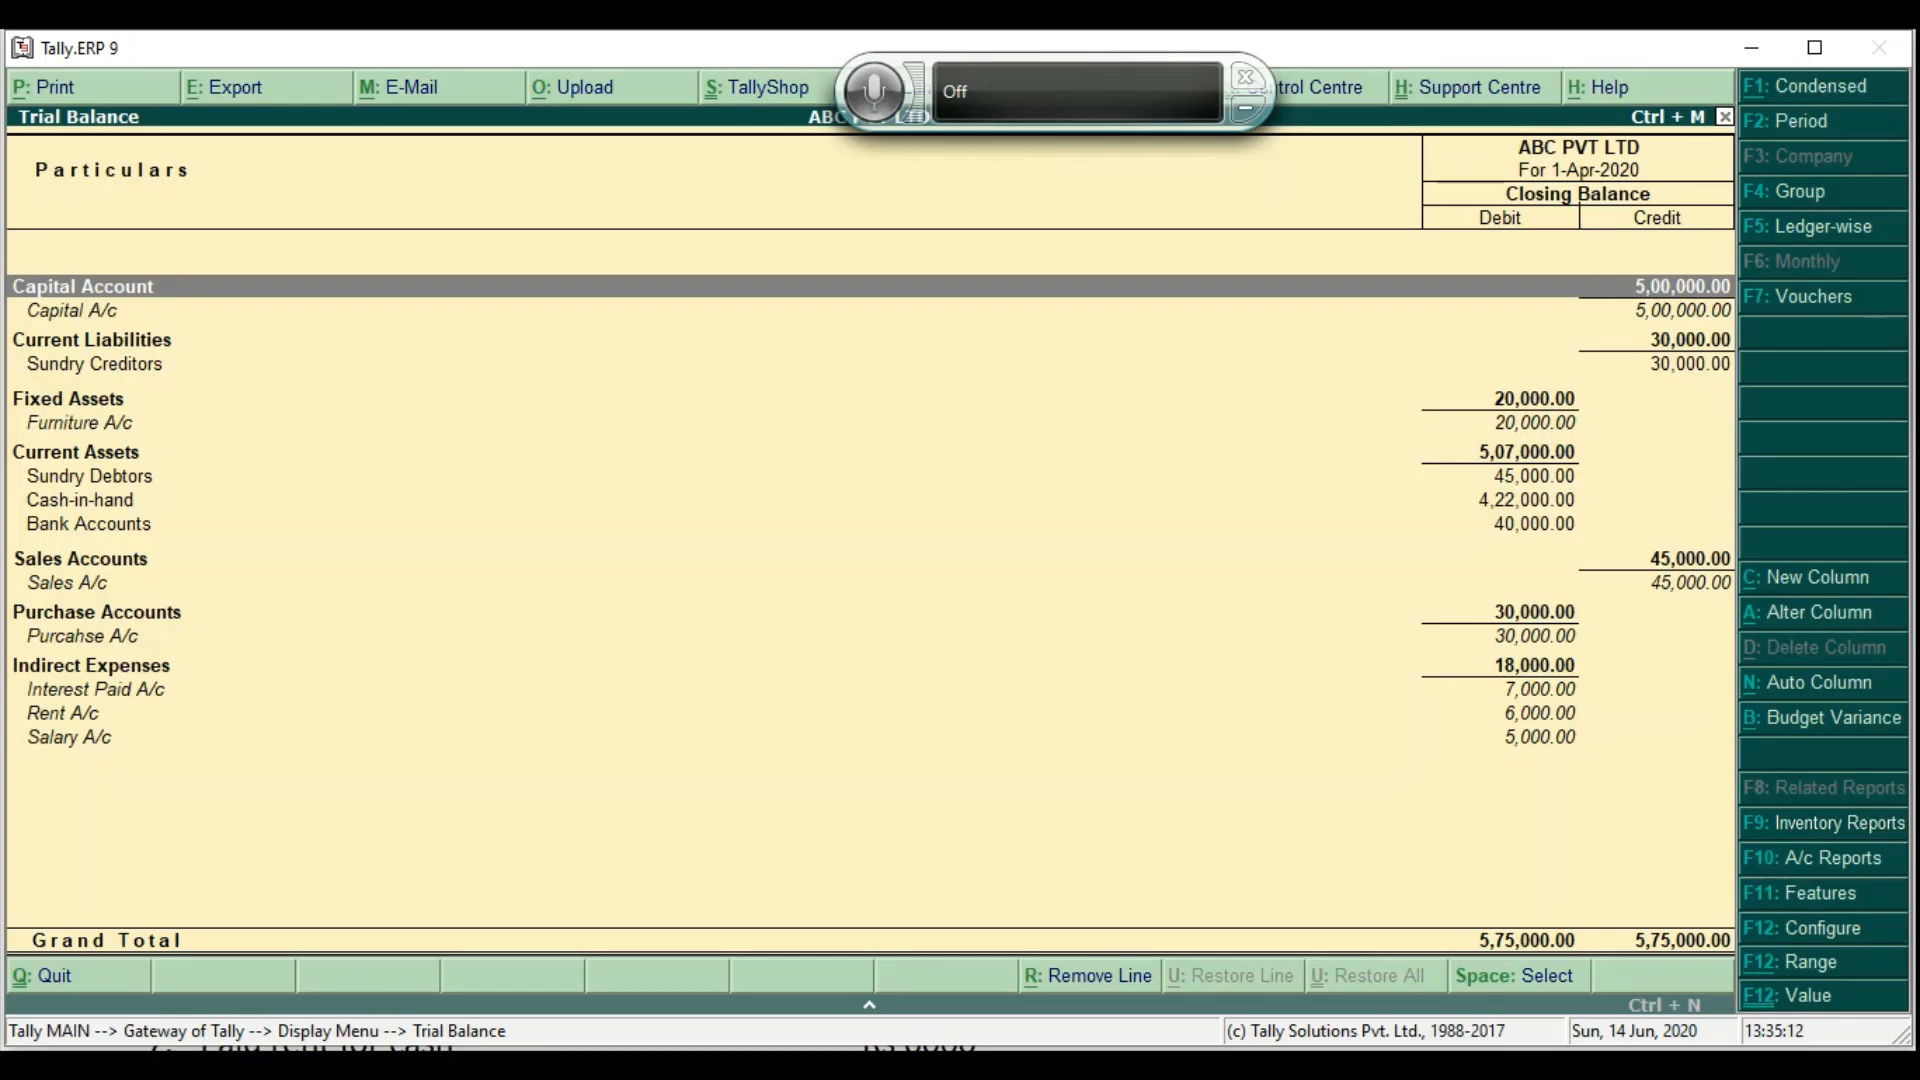 Tally.ERP 9
P: Print E: Export M: E-Mail O: Upload S: TallyShop trol Centre H: Support Centre H: Help
Off
Trial Balance ABC Ctrl + M
Particulars
ABC PVT LTD
For 1-Apr-2020
Closing Balance
Debit Credit
Capital Account 5,00,000.00
Capital A/c 5,00,000.00
Current Liabilities 30,000.00
Sundry Creditors 30,000.00
Fixed Assets 20,000.00
Furniture A/c 20,000.00
Current Assets 5,07,000.00
Sundry Debtors 45,000.00
Cash-in-hand 4,22,000.00
Bank Accounts 40,000.00
Sales Accounts 45,000.00
Sales A/c 45,000.00
Purchase Accounts 30,000.00
Purcahse A/c 30,000.00
Indirect Expenses 18,000.00
Interest Paid A/c 7,000.00
Rent A/c 6,000.00
Salary A/c 5,000.00
Grand Total 5,75,000.00 5,75,000.00
Q: Quit R: Remove Line U: Restore Line U: Restore All Space: Select
Ctrl + N
Tally MAIN --> Gateway of Tally --> Display Menu --> Trial Balance (c) Tally Solutions Pvt. Ltd., 1988-2017 Sun, 14 Jun, 2020 13:35:12
F1: Condensed
F2: Period
F3: Company
F4: Group
F5: Ledger-wise
F6: Monthly
F7: Vouchers
C: New Column
A: Alter Column
D: Delete Column
N: Auto Column
B: Budget Variance
F8: Related Reports
F9: Inventory Reports
F10: A/c Reports
F11: Features
F12: Configure
F12: Range
F12: Value